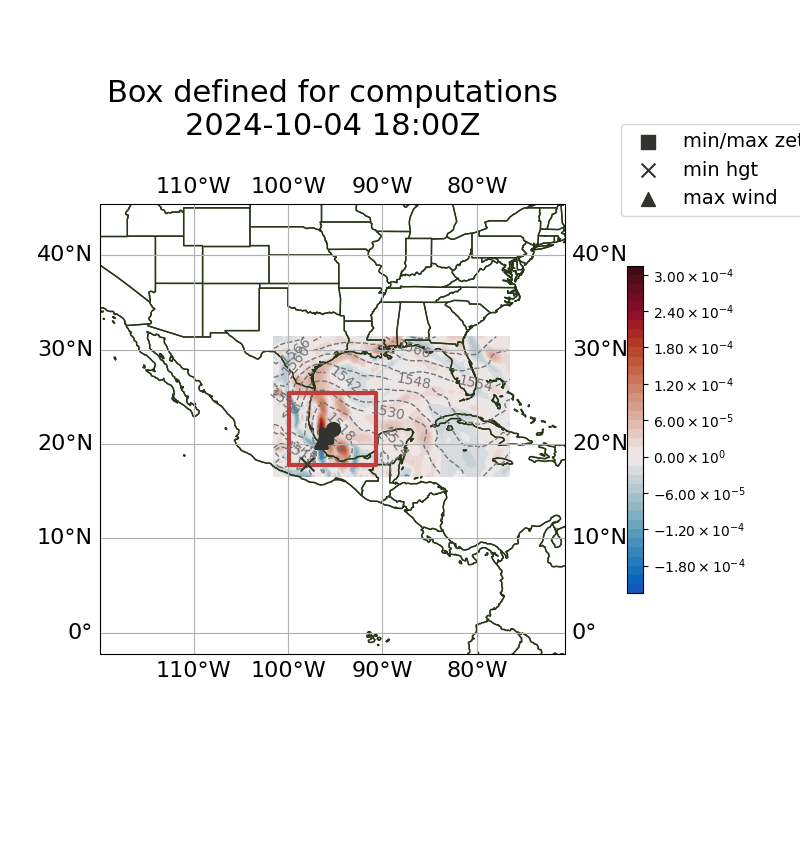 Box defined for computations
2024-10-04 18:00Z
min/max zet
min hgt
max wind
110°W 100°W 90°W 80°W
40°N 40°N
30°N 30°N
20°N 20°N
10°N 10°N
0° 0°
110°W 100°W 90°W 80°W
1566
1560
1542
1548
1554
3.00 × 10⁻⁴
2.40 × 10⁻⁴
1.80 × 10⁻⁴
1.20 × 10⁻⁴
6.00 × 10⁻⁵
0.00 × 10⁰
−6.00 × 10⁻⁵
−1.20 × 10⁻⁴
−1.80 × 10⁻⁴